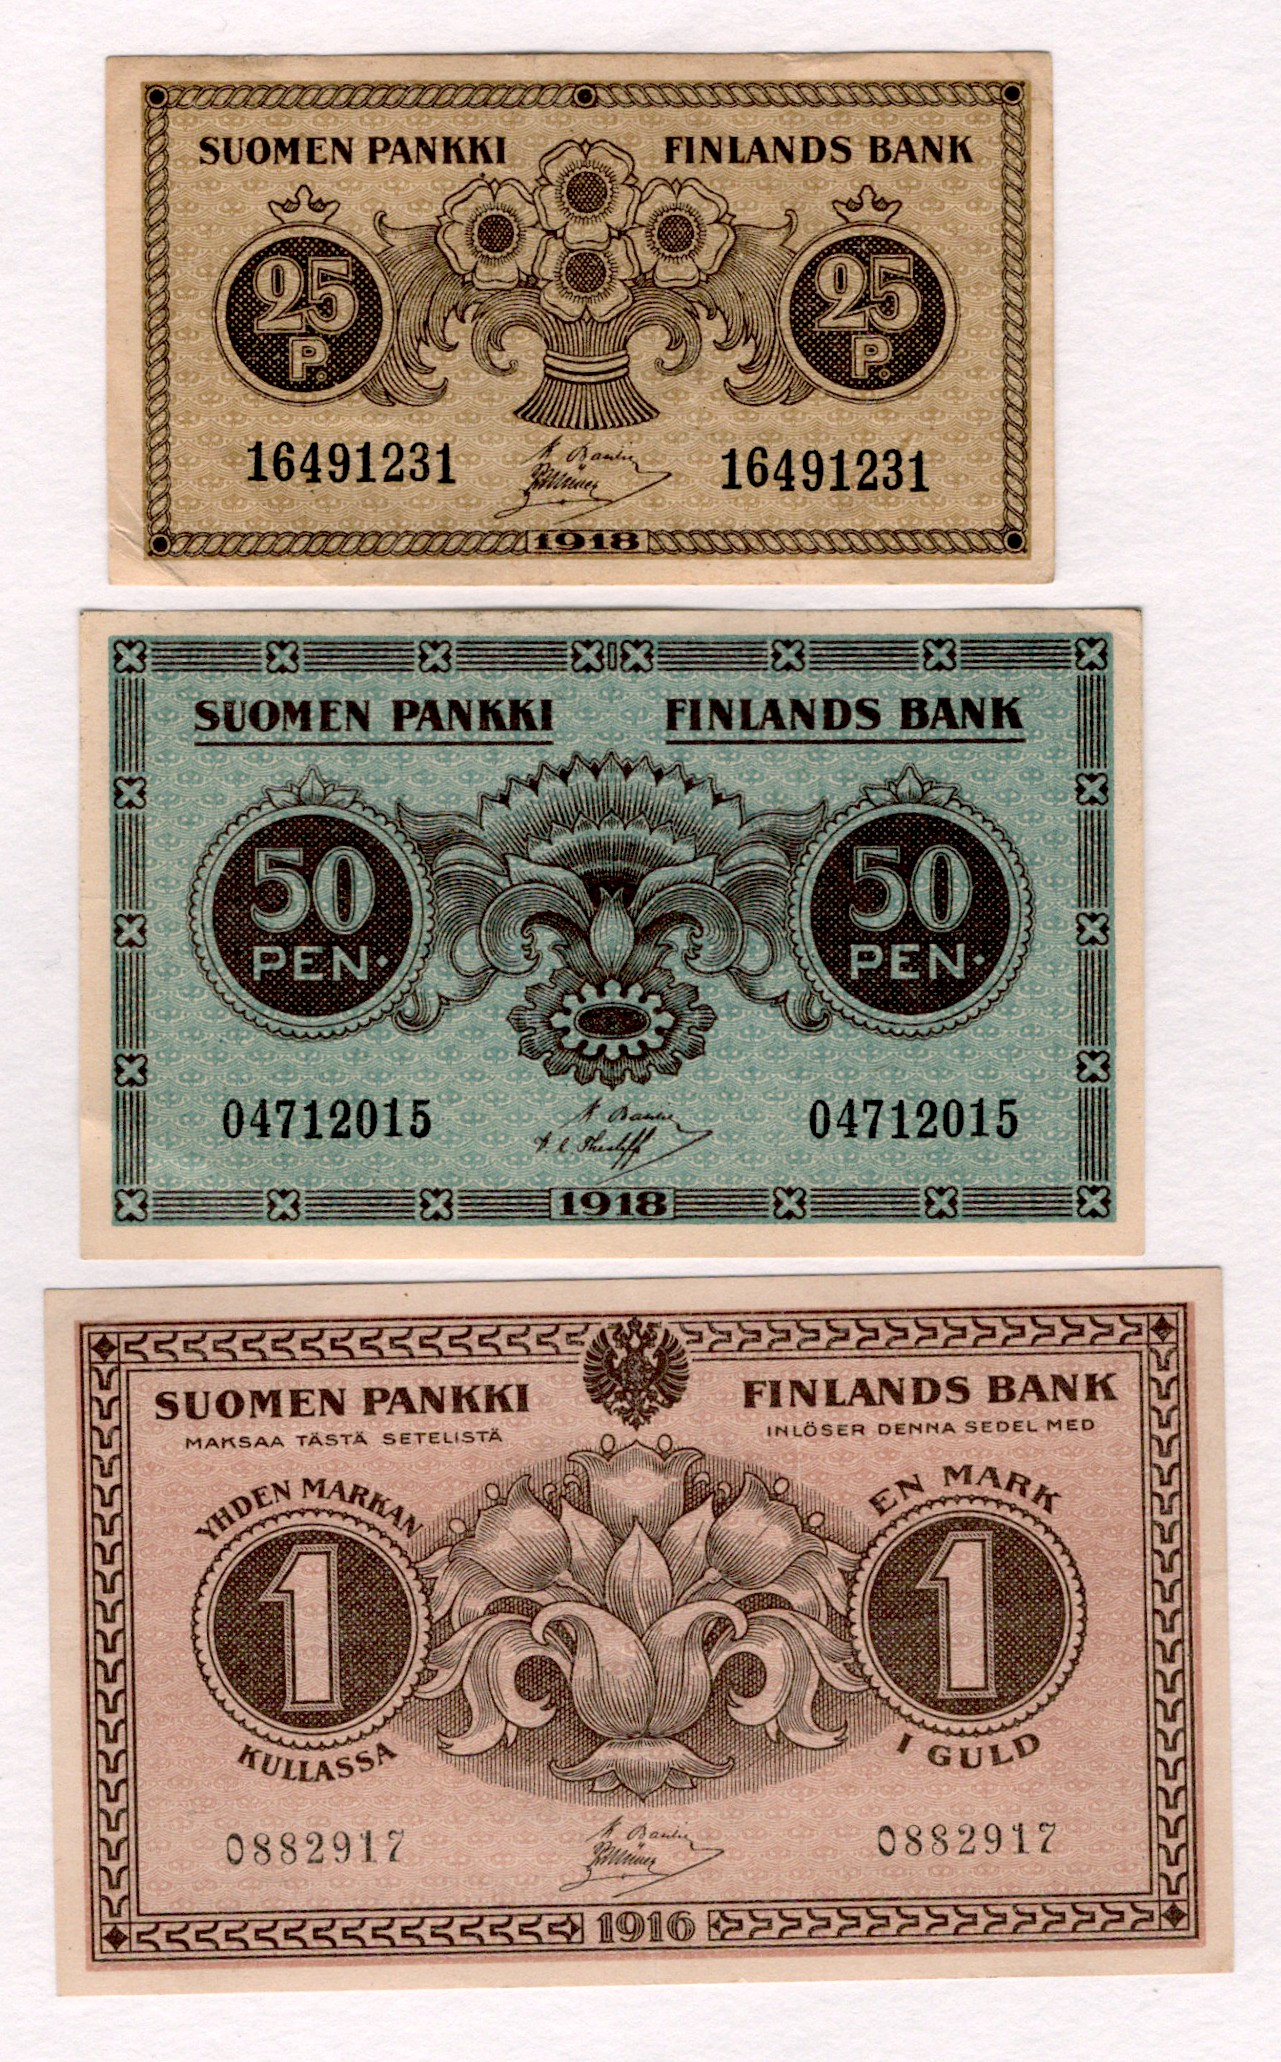 SUOMEN PANKKI FINLANDS BANK
25 P. 25 P.
16491231 16491231
1918
SUOMEN PANKKI FINLANDS BANK
50 PEN. 50 PEN.
04712015 04712015
1918
SUOMEN PANKKI FINLANDS BANK
MAKSAA TÄSTÄ SETELISTÄ INLÖSER DENNA SEDEL MED
YHDEN MARKAN EN MARK
1 1
KULLASSA I GULD
0882917 0882917
1916